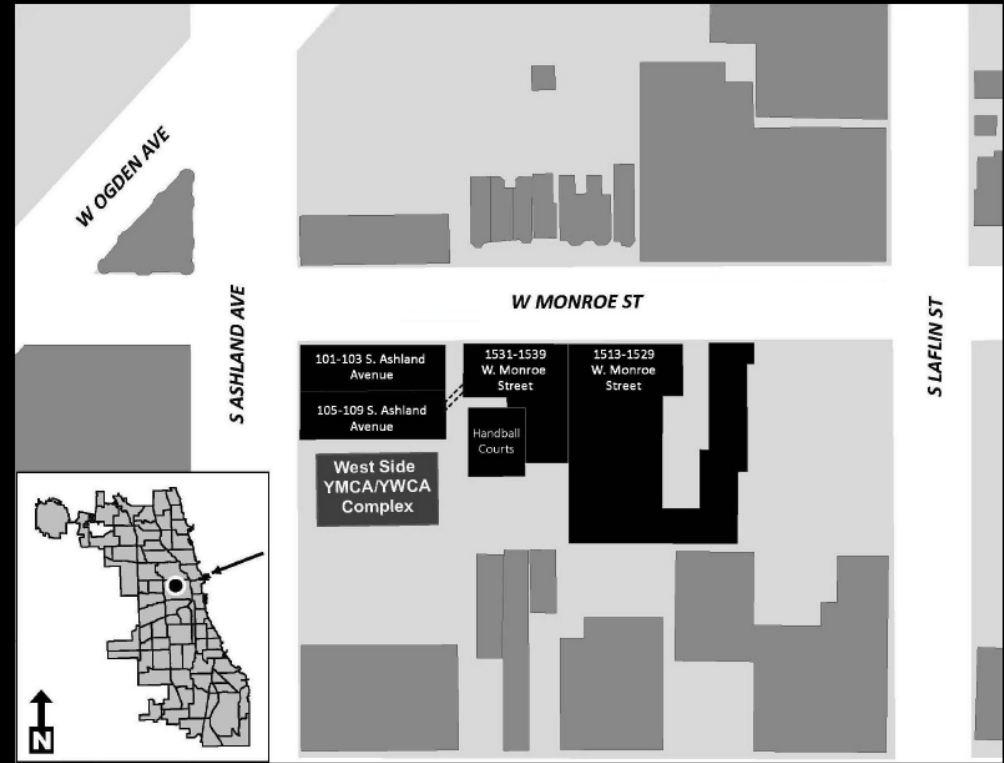 W OGDEN AVE
S ASHLAND AVE
W MONROE ST
S LAFLIN ST
101-103 S. Ashland
Avenue
105-109 S. Ashland
Avenue
1531-1539
W. Monroe
Street
1513-1529
W. Monroe
Street
Handball
Courts
West Side
YMCA/YWCA
Complex
N